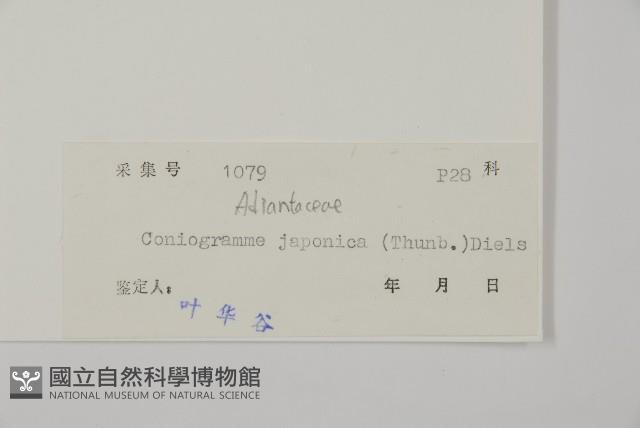 采集号 1079 P28 科
Adiantaceae
Coniogramme japonica (Thunb.)Diels
鉴定人: 叶华谷 年 月 日
國立自然科學博物館
NATIONAL MUSEUM OF NATURAL SCIENCE